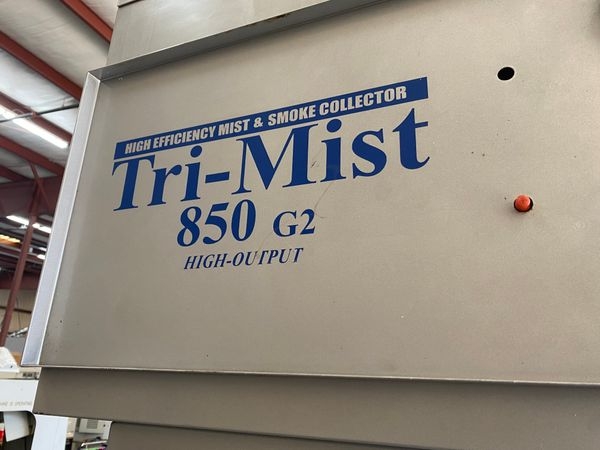 HIGH EFFICIENCY MIST & SMOKE COLLECTOR
Tri-Mist
850 G2
HIGH-OUTPUT